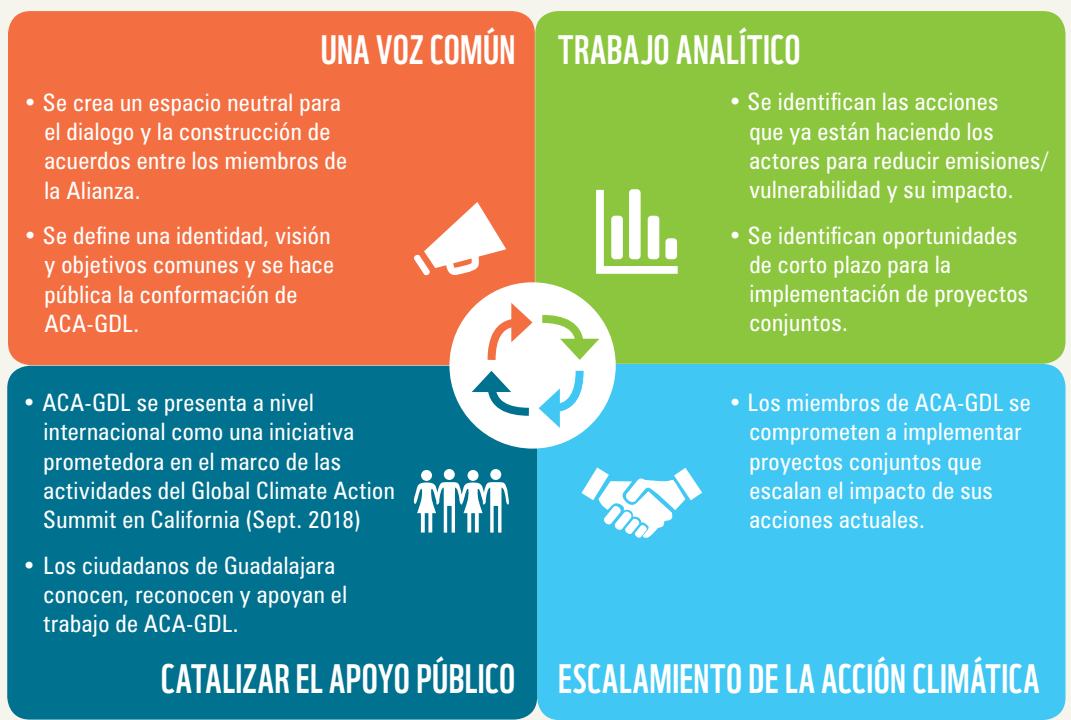 UNA VOZ COMÚN
• Se crea un espacio neutral para
el dialogo y la construcción de
acuerdos entre los miembros de
la Alianza.
• Se define una identidad, visión
y objetivos comunes y se hace
pública la conformación de
ACA-GDL.
TRABAJO ANALÍTICO
• Se identifican las acciones
que ya están haciendo los
actores para reducir emisiones/
vulnerabilidad y su impacto.
• Se identifican oportunidades
de corto plazo para la
implementación de proyectos
conjuntos.
• ACA-GDL se presenta a nivel
internacional como una iniciativa
prometedora en el marco de las
actividades del Global Climate Action
Summit en California (Sept. 2018)
• Los ciudadanos de Guadalajara
conocen, reconocen y apoyan el
trabajo de ACA-GDL.
CATALIZAR EL APOYO PÚBLICO
• Los miembros de ACA-GDL se
comprometen a implementar
proyectos conjuntos que
escalan el impacto de sus
acciones actuales.
ESCALAMIENTO DE LA ACCIÓN CLIMÁTICA